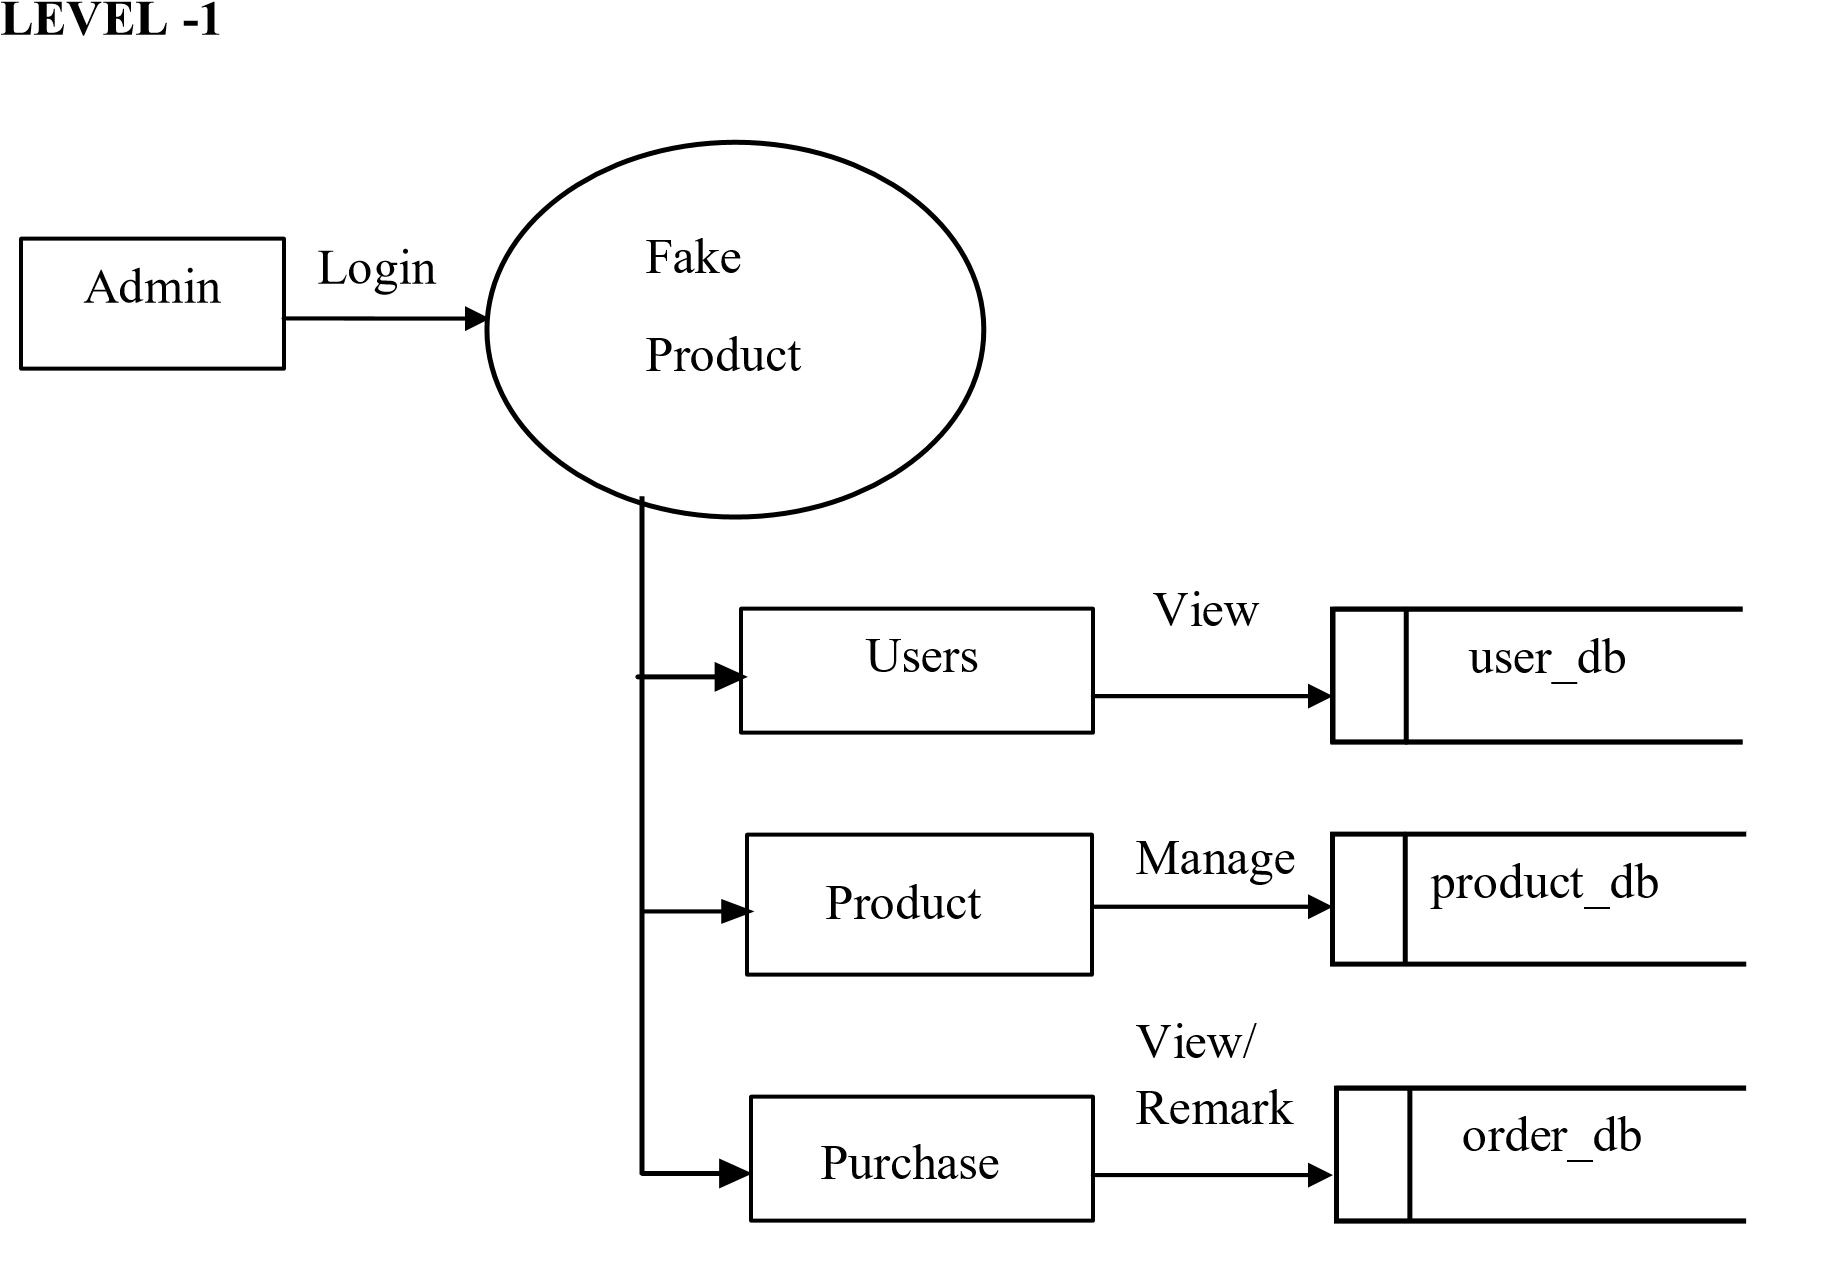 LEVEL -1
Fake
Admin
Login
Product
Users
View
user_db
Product
Manage
product_db
View/
Remark
Purchase
order_db